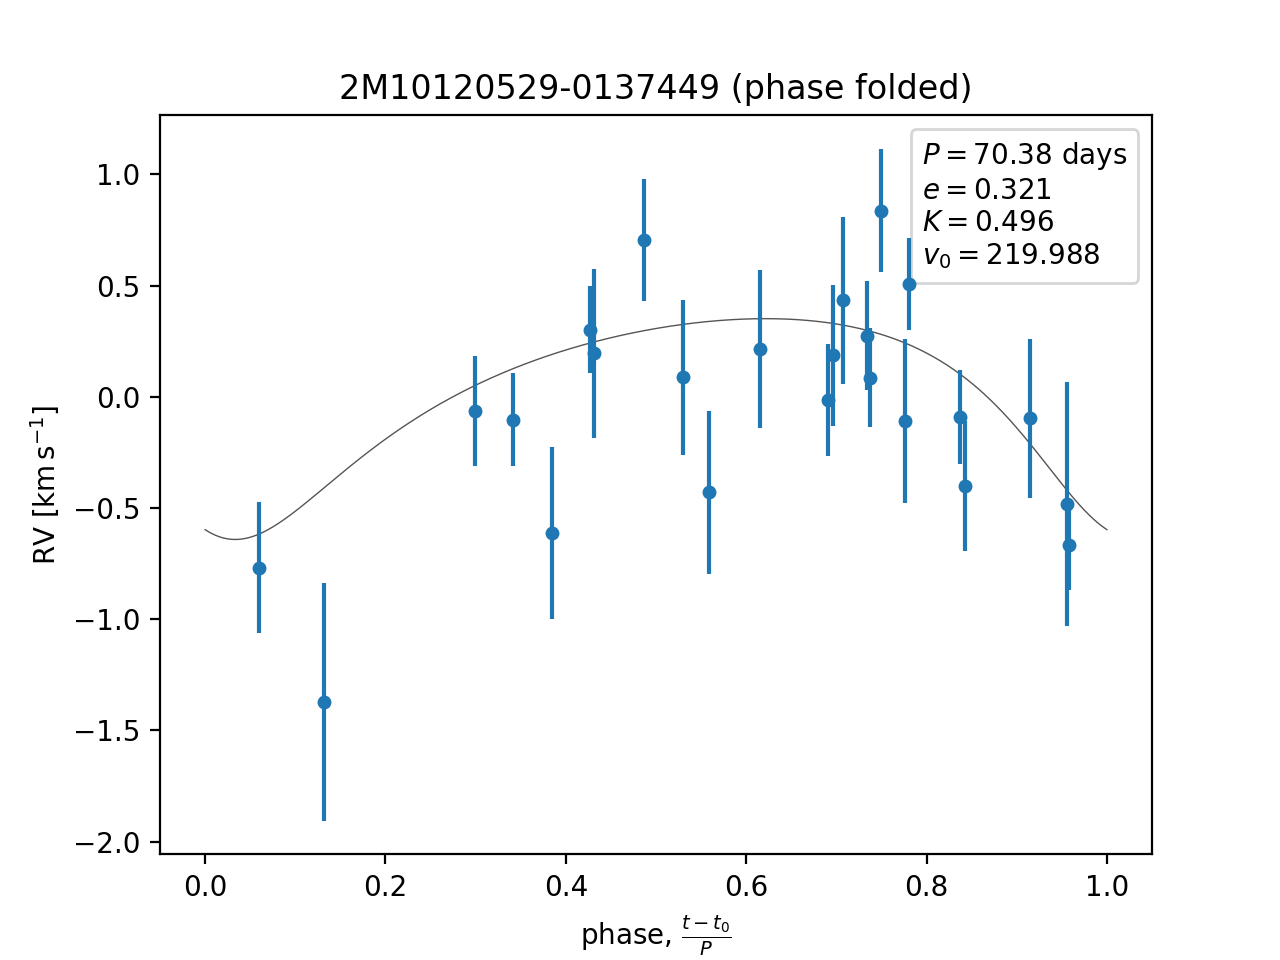 2M10120529-0137449 (phase folded)
P = 70.38 days
e = 0.321
K = 0.496
v₀ = 219.988
1.0
0.5
0.0
−0.5
−1.0
−1.5
−2.0
RV [km s⁻¹]
0.0 0.2 0.4 0.6 0.8 1.0
phase, (t − t₀)/P